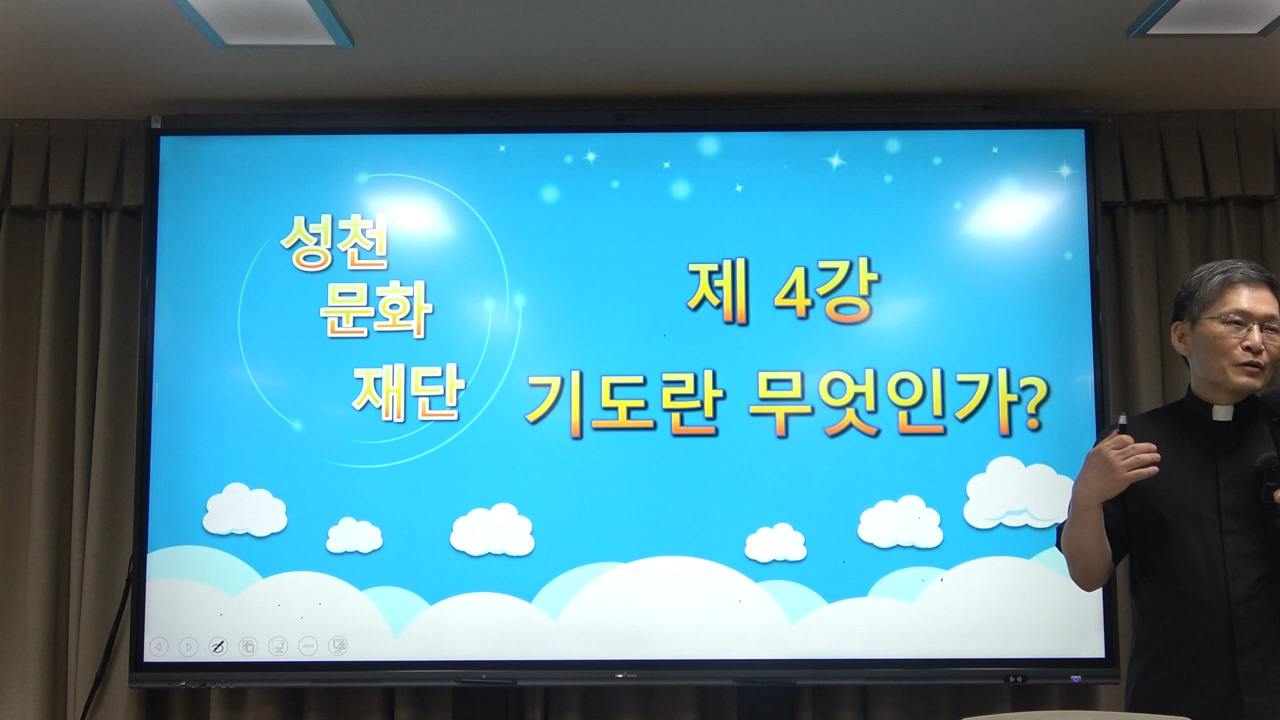 성천
문화
재단
제 4강
기도란 무엇인가?